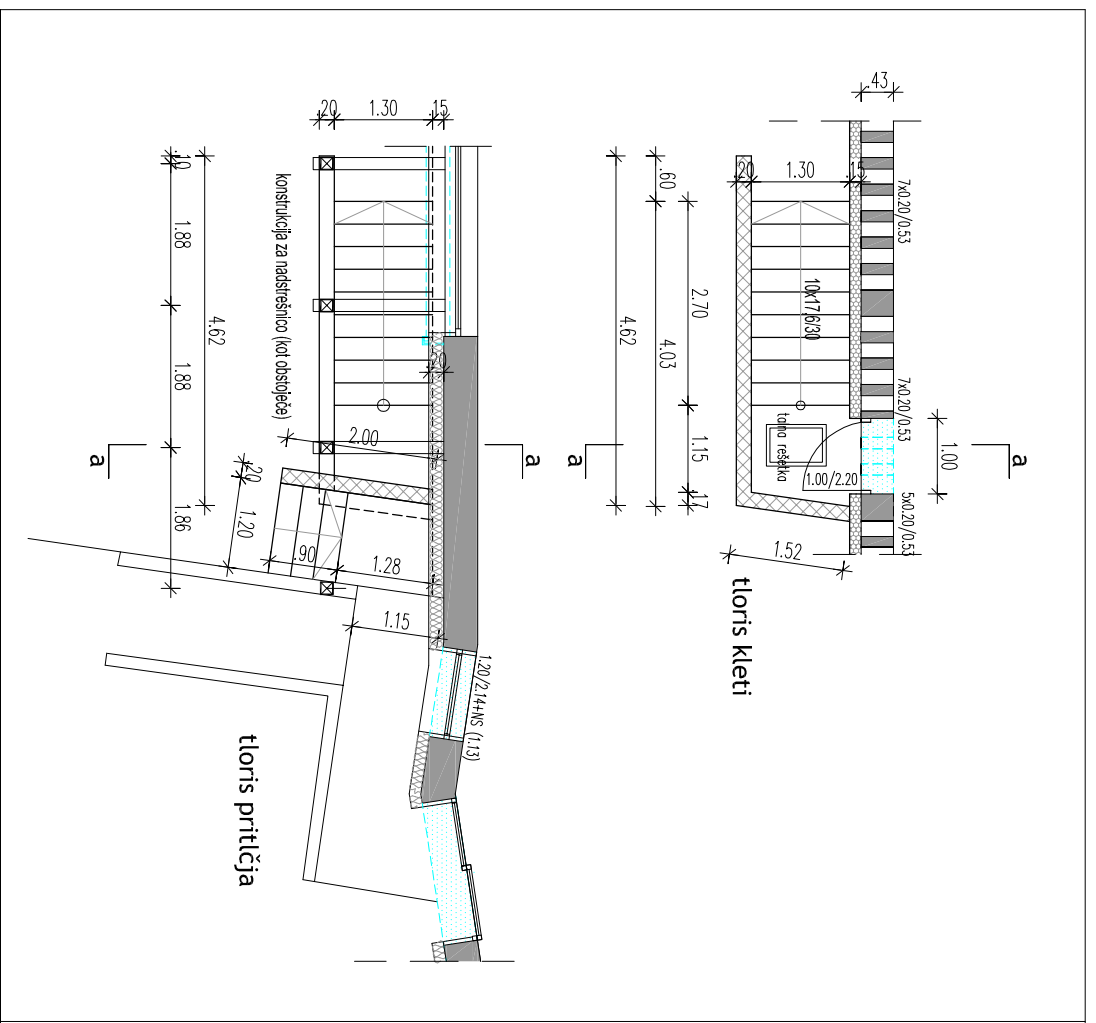 tloris kleti
.43
.20
1.30
.15
7x0.20/0.53
7x0.20/0.53
5x0.20/0.53
10x17,6/30
talna rešetka
1.00/2.20
1.00
a
a
1.52
.60
2.70
1.15
.17
4.03
4.62
tloris pritličja
.20
1.30
.15
.20
2.00
a
a
1.20/2.14+NS (1.13)
konstrukcija za nadstrešnico (kot obstoječe)
.20
1.20
.90
1.28
1.15
4.62
.10
1.88
1.88
1.86